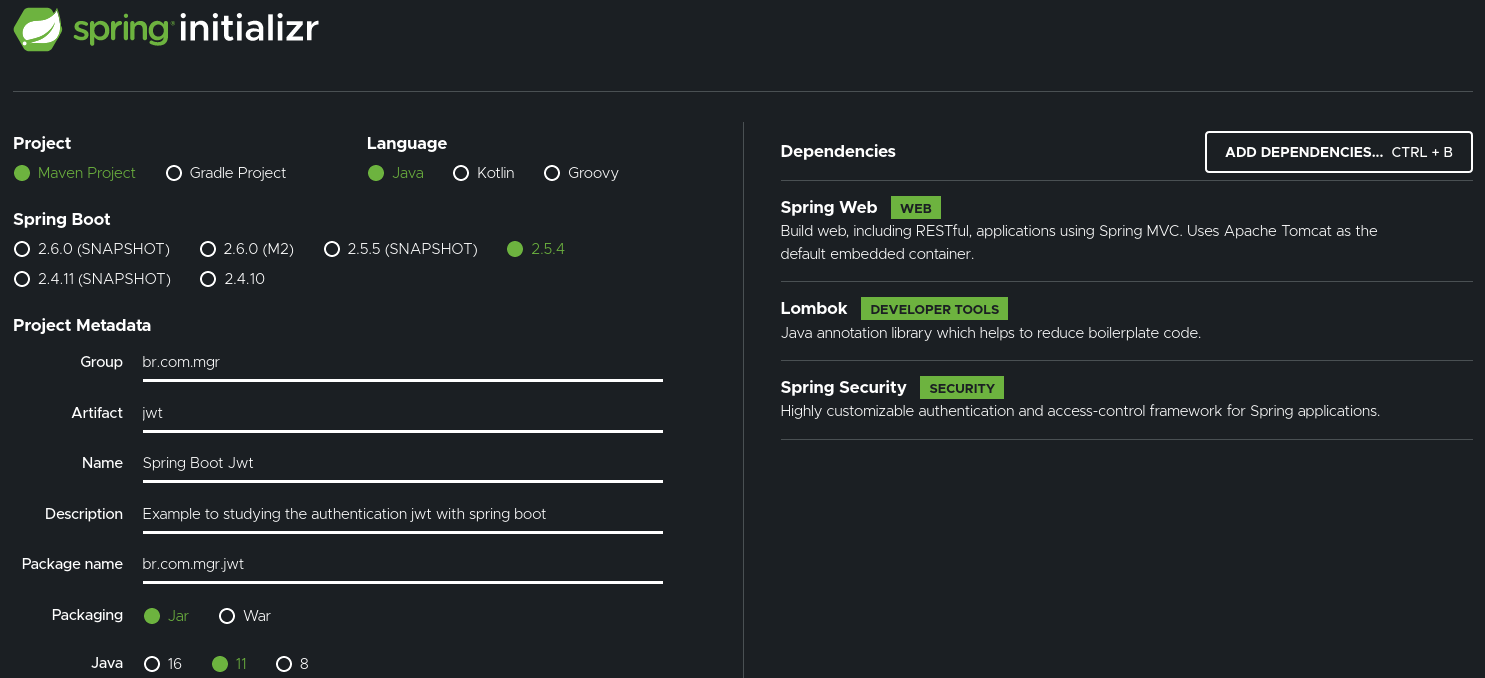 spring initializr
Project
Maven Project Gradle Project
Language
Java Kotlin Groovy
Spring Boot
2.6.0 (SNAPSHOT) 2.6.0 (M2) 2.5.5 (SNAPSHOT) 2.5.4
2.4.11 (SNAPSHOT) 2.4.10
Project Metadata
Group br.com.mgr
Artifact jwt
Name Spring Boot Jwt
Description Example to studying the authentication jwt with spring boot
Package name br.com.mgr.jwt
Packaging Jar War
Java 16 11 8
Dependencies
ADD DEPENDENCIES... CTRL + B
Spring Web WEB
Build web, including RESTful, applications using Spring MVC. Uses Apache Tomcat as the
default embedded container.
Lombok DEVELOPER TOOLS
Java annotation library which helps to reduce boilerplate code.
Spring Security SECURITY
Highly customizable authentication and access-control framework for Spring applications.